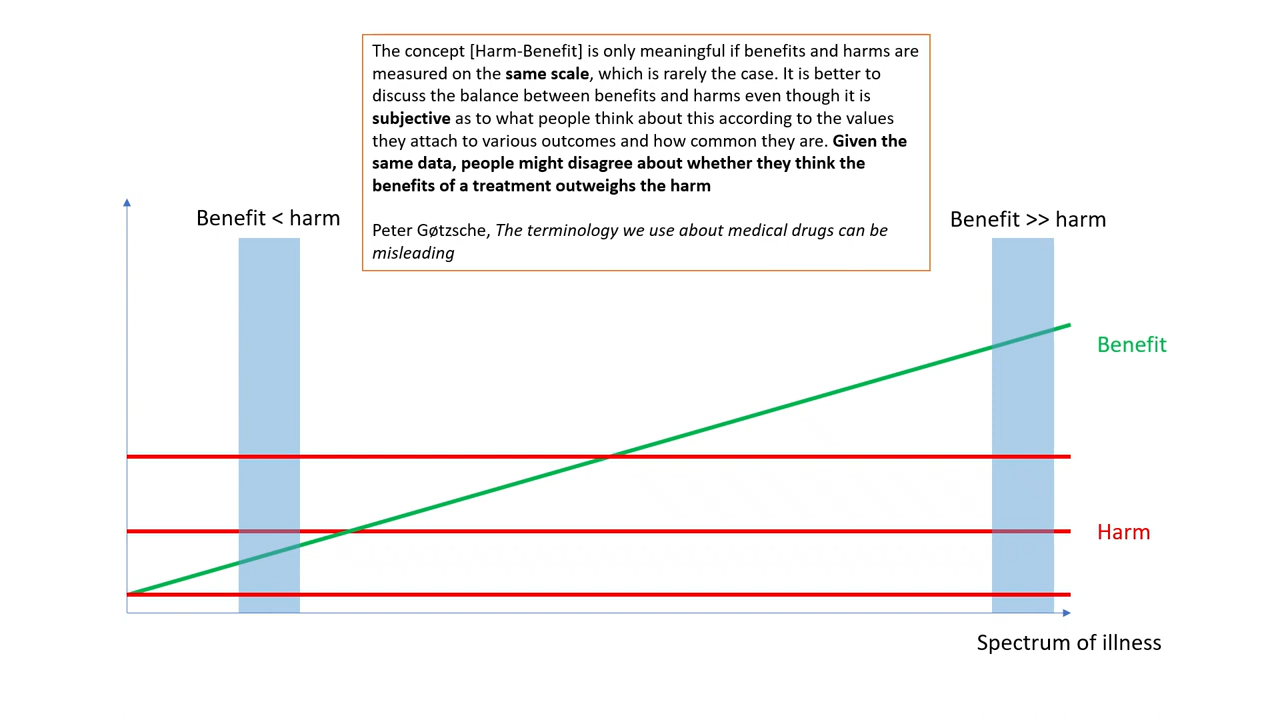 The concept [Harm-Benefit] is only meaningful if benefits and harms are
measured on the same scale, which is rarely the case. It is better to
discuss the balance between benefits and harms even though it is
subjective as to what people think about this according to the values
they attach to various outcomes and how common they are. Given the
same data, people might disagree about whether they think the
benefits of a treatment outweighs the harm
Peter Gøtzsche, The terminology we use about medical drugs can be
misleading
Benefit < harm
Benefit >> harm
Benefit
Harm
Spectrum of illness